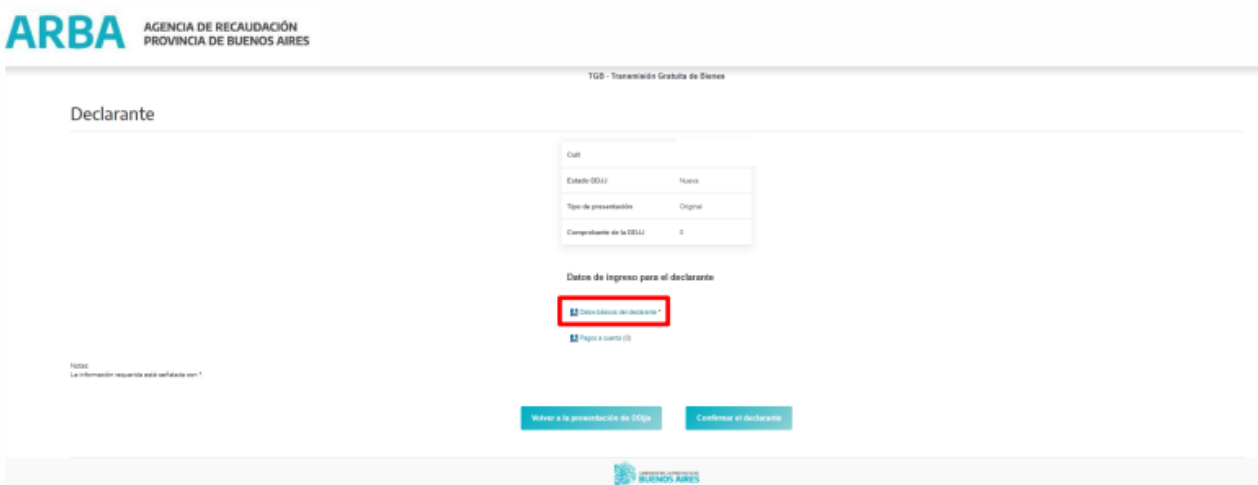 ARBA AGENCIA DE RECAUDACIÓN
PROVINCIA DE BUENOS AIRES
TGB - Transmisión Gratuita de Bienes
Declarante
Cuit
Estado DDJJ Nueva
Tipo de presentación Original
Comprobante de la DDJJ 0
Datos de ingreso para el declarante
Datos básicos del declarante *
Pagos a cuenta (0)
Notas:
La información requerida está señalada con *.
Volver a la presentación de DDjj Confirmar el declarante
BUENOS AIRES